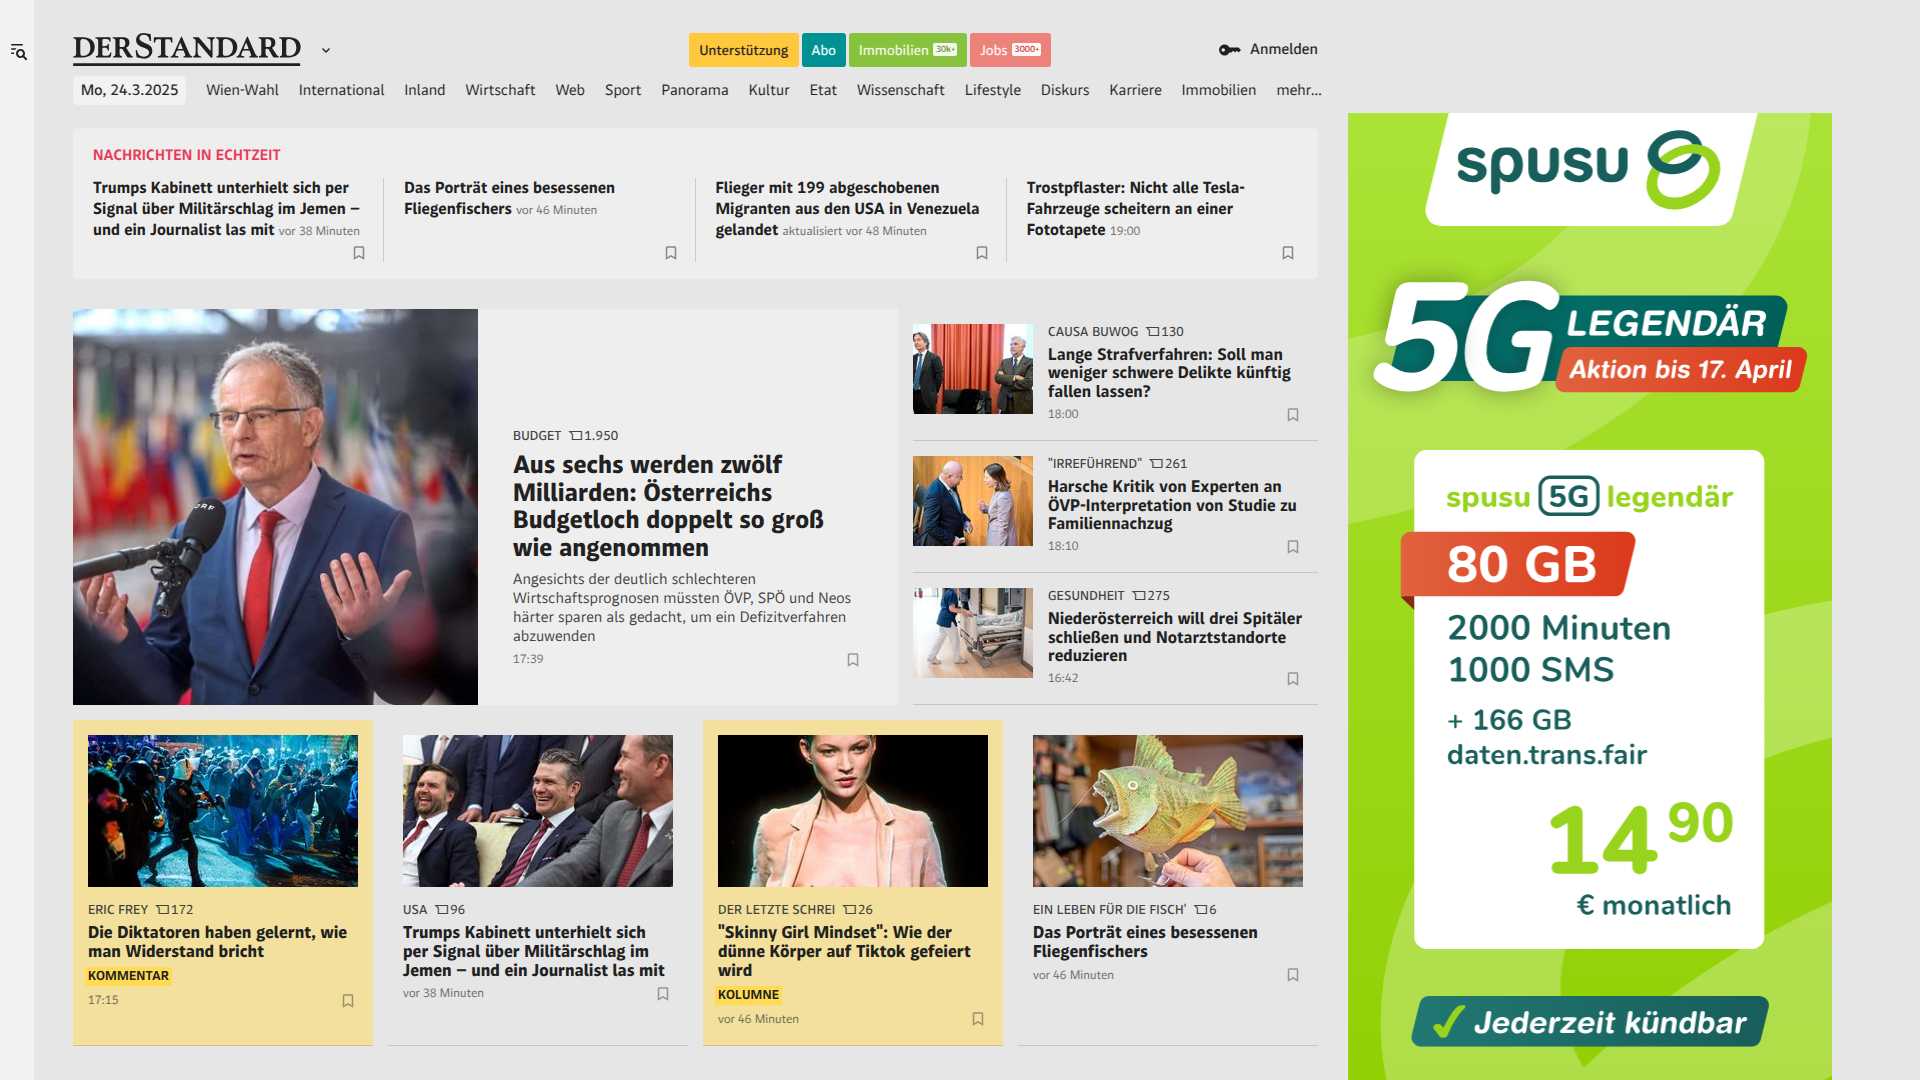 DERSTANDARD
Unterstützung
Abo
Immobilien 30k+
Jobs 3000+
Anmelden
Mo, 24.3.2025 Wien-Wahl International Inland Wirtschaft Web Sport Panorama Kultur Etat Wissenschaft Lifestyle Diskurs Karriere Immobilien mehr...
NACHRICHTEN IN ECHTZEIT
Trumps Kabinett unterhielt sich per
Signal über Militärschlag im Jemen –
und ein Journalist las mit vor 38 Minuten
Das Porträt eines besessenen
Fliegenfischers vor 46 Minuten
Flieger mit 199 abgeschobenen
Migranten aus den USA in Venezuela
gelandet aktualisiert vor 48 Minuten
Trostpflaster: Nicht alle Tesla-
Fahrzeuge scheitern an einer
Fototapete 19:00
BUDGET 1.950
Aus sechs werden zwölf
Milliarden: Österreichs
Budgetloch doppelt so groß
wie angenommen
Angesichts der deutlich schlechteren
Wirtschaftsprognosen müssten ÖVP, SPÖ und Neos
härter sparen als gedacht, um ein Defizitverfahren
abzuwenden
17:39
CAUSA BUWOG 130
Lange Strafverfahren: Soll man
weniger schwere Delikte künftig
fallen lassen?
18:00
"IRREFÜHREND" 261
Harsche Kritik von Experten an
ÖVP-Interpretation von Studie zu
Familiennachzug
18:10
GESUNDHEIT 275
Niederösterreich will drei Spitäler
schließen und Notarztstandorte
reduzieren
16:42
ERIC FREY 172
Die Diktatoren haben gelernt, wie
man Widerstand bricht
KOMMENTAR
17:15
USA 96
Trumps Kabinett unterhielt sich
per Signal über Militärschlag im
Jemen – und ein Journalist las mit
vor 38 Minuten
DER LETZTE SCHREI 26
"Skinny Girl Mindset": Wie der
dünne Körper auf Tiktok gefeiert
wird
KOLUMNE
vor 46 Minuten
EIN LEBEN FÜR DIE FISCH' 6
Das Porträt eines besessenen
Fliegenfischers
vor 46 Minuten
spusu
5G LEGENDÄR
Aktion bis 17. April
spusu 5G legendär
80 GB
2000 Minuten
1000 SMS
+ 166 GB
daten.trans.fair
14 90
€ monatlich
Jederzeit kündbar